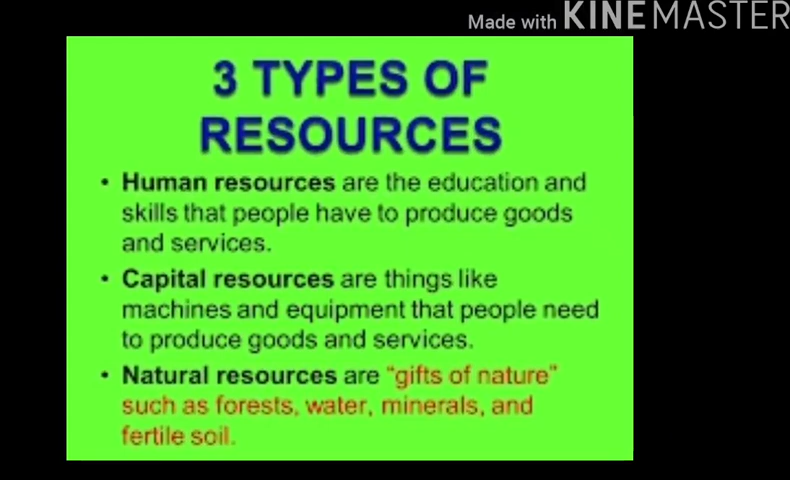 Made with KINEMASTER
3 TYPES OF
RESOURCES
• Human resources are the education and
skills that people have to produce goods
and services.
• Capital resources are things like
machines and equipment that people need
to produce goods and services.
• Natural resources are “gifts of nature”
such as forests, water, minerals, and
fertile soil.